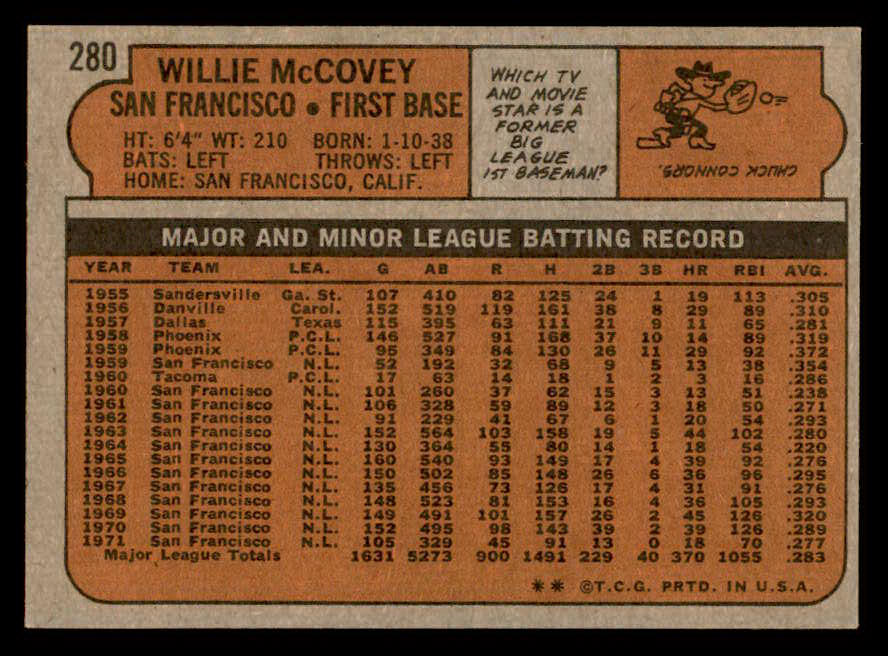 280
WILLIE McCOVEY
SAN FRANCISCO • FIRST BASE
HT: 6'4" WT: 210 BORN: 1-10-38
BATS: LEFT THROWS: LEFT
HOME: SAN FRANCISCO, CALIF.
WHICH TV
AND MOVIE
STAR IS A
FORMER
BIG
LEAGUE
1ST BASEMAN?
CHUCK CONNORS.
MAJOR AND MINOR LEAGUE BATTING RECORD
YEAR TEAM LEA. G AB R H 2B 3B HR RBI AVG.
1955 Sandersville Ga. St. 107 410 82 125 24 1 19 113 .305
1956 Danville Carol. 152 519 119 161 38 8 29 89 .310
1957 Dallas Texas 115 395 63 111 21 9 11 65 .281
1958 Phoenix P.C.L. 146 527 91 168 37 10 14 89 .319
1959 Phoenix P.C.L. 95 349 84 130 26 11 29 92 .372
1959 San Francisco N.L. 52 192 32 68 9 5 13 38 .354
1960 Tacoma P.C.L. 17 63 14 18 1 2 3 16 .286
1960 San Francisco N.L. 101 260 37 62 15 3 13 51 .238
1961 San Francisco N.L. 106 328 59 89 12 3 18 50 .271
1962 San Francisco N.L. 91 229 41 67 6 1 20 54 .293
1963 San Francisco N.L. 152 564 103 158 19 5 44 102 .280
1964 San Francisco N.L. 130 364 55 80 14 1 18 54 .220
1965 San Francisco N.L. 160 540 93 149 17 4 39 92 .276
1966 San Francisco N.L. 150 502 85 148 26 6 36 96 .295
1967 San Francisco N.L. 135 456 73 126 17 4 31 91 .276
1968 San Francisco N.L. 148 523 81 153 16 4 36 105 .293
1969 San Francisco N.L. 149 491 101 157 26 2 45 126 .320
1970 San Francisco N.L. 152 495 98 143 39 2 39 126 .289
1971 San Francisco N.L. 105 329 45 91 13 0 18 70 .277
Major League Totals 1631 5273 900 1491 229 40 370 1055 .283
** ©T.C.G. PRTD. IN U.S.A.